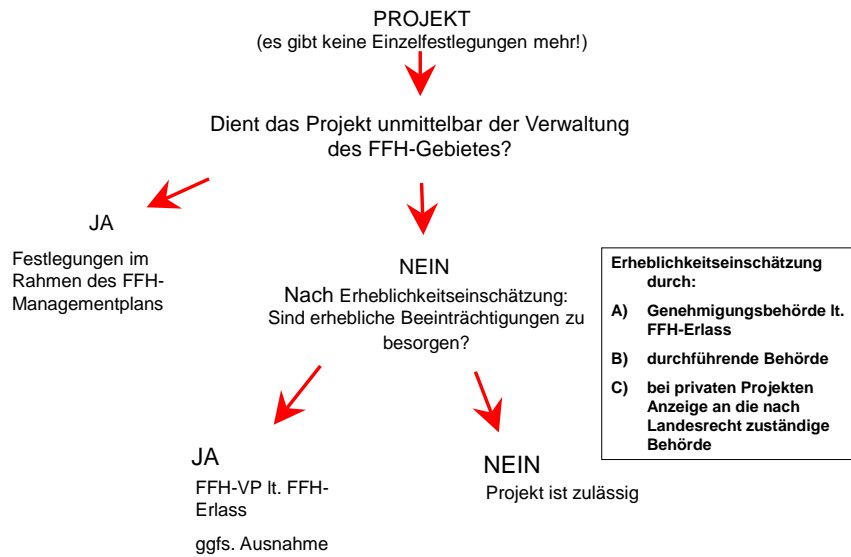 PROJEKT
(es gibt keine Einzelfestlegungen mehr!)
Dient das Projekt unmittelbar der Verwaltung
des FFH-Gebietes?
JA
Festlegungen im
Rahmen des FFH-
Managementplans
NEIN
Nach Erheblichkeitseinschätzung:
Sind erhebliche Beeinträchtigungen zu
besorgen?
Erheblichkeitseinschätzung
durch:
A) Genehmigungsbehörde lt.
FFH-Erlass
B) durchführende Behörde
C) bei privaten Projekten
Anzeige an die nach
Landesrecht zuständige
Behörde
JA
FFH-VP lt. FFH-
Erlass
ggfs. Ausnahme
NEIN
Projekt ist zulässig